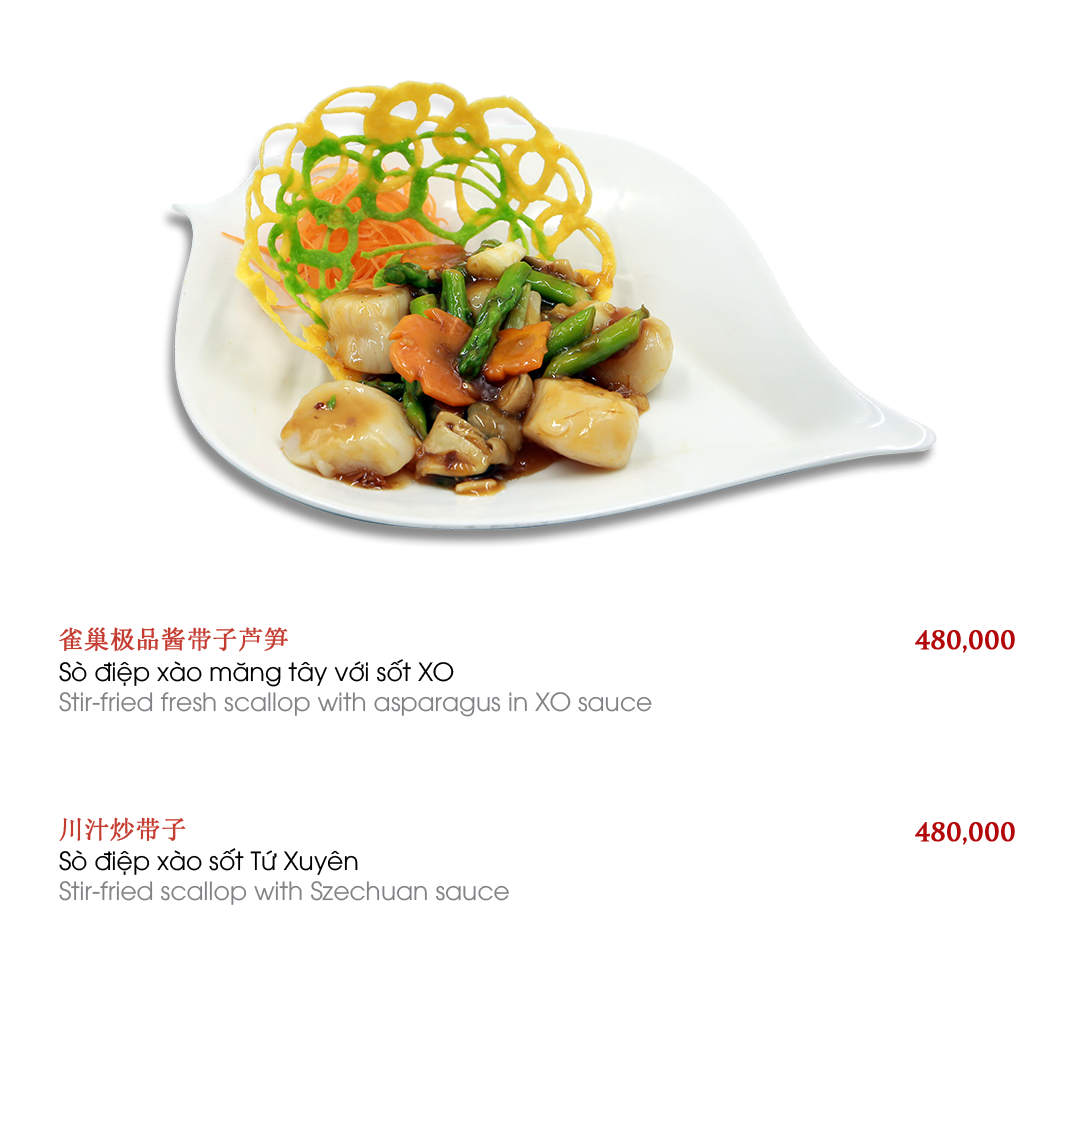 雀巢极品酱带子芦笋 480,000
Sò điệp xào măng tây với sốt XO
Stir-fried fresh scallop with asparagus in XO sauce
川汁炒带子 480,000
Sò điệp xào sốt Tứ Xuyên
Stir-fried scallop with Szechuan sauce